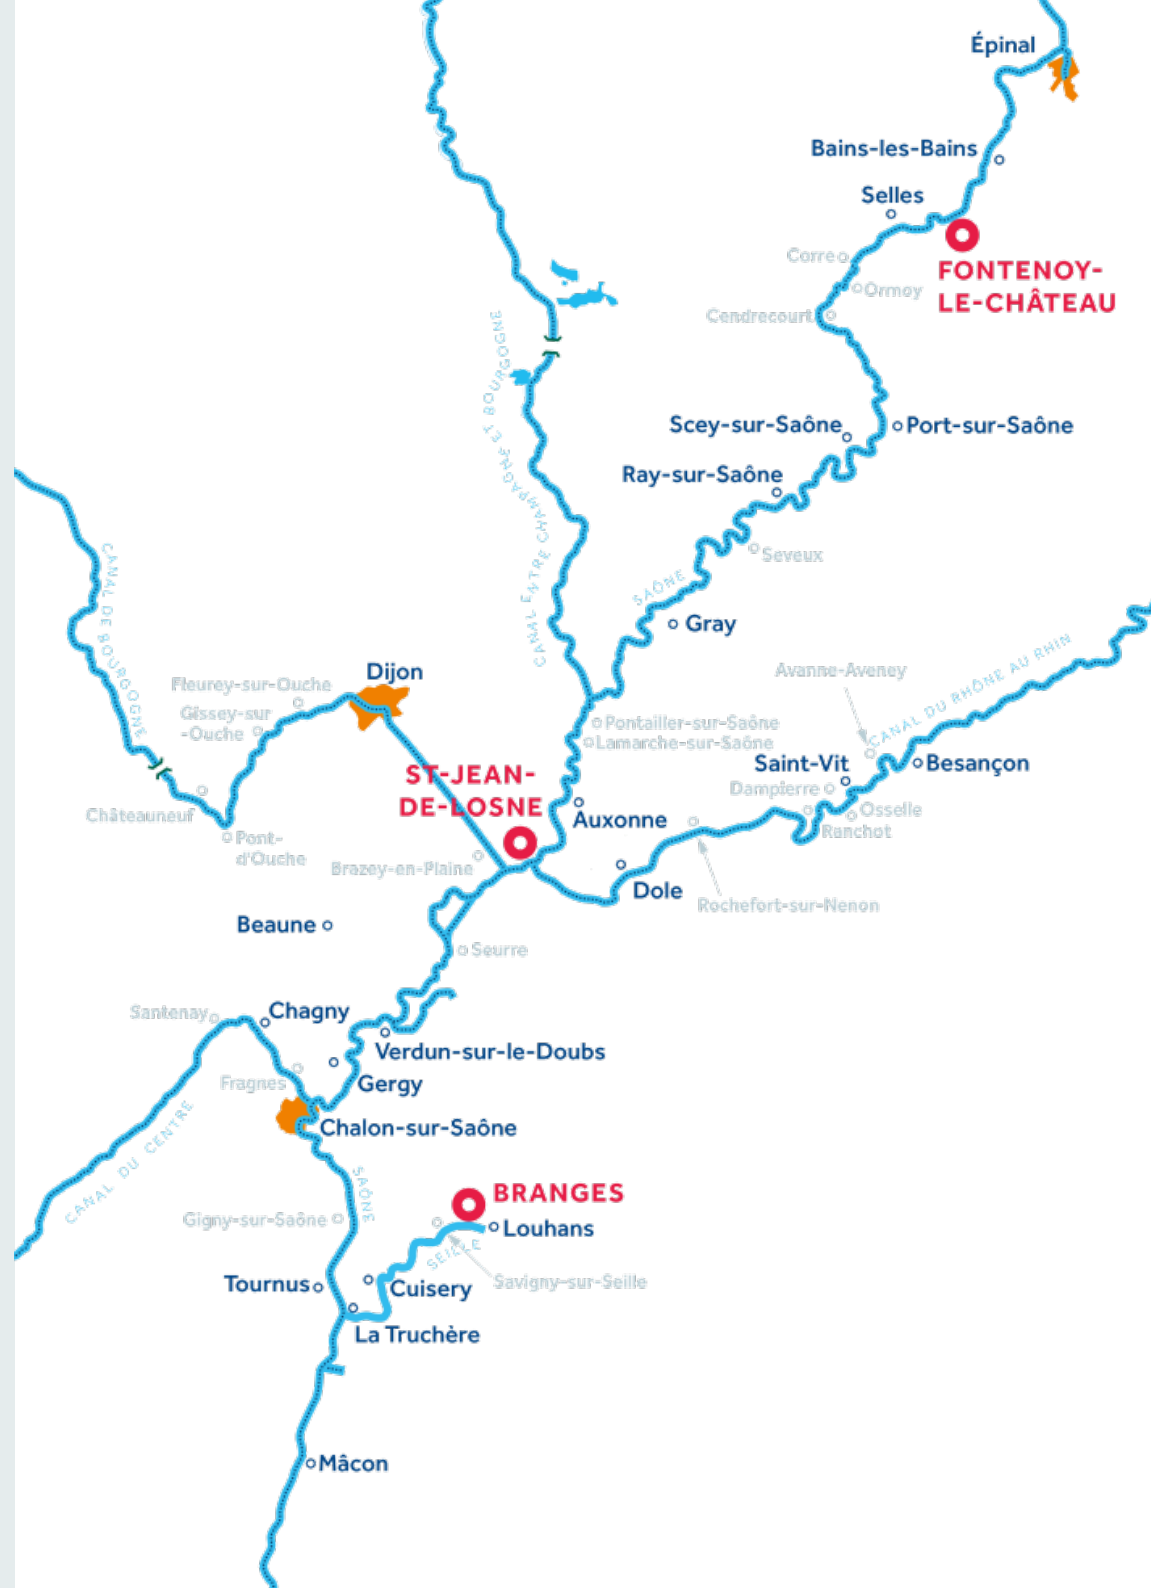 Épinal
Bains-les-Bains
Selles
Corre
FONTENOY-
LE-CHÂTEAU
Ormoy
Cendrecourt
CANAL ENTRE CHAMPAGNE ET BOURGOGNE
Scey-sur-Saône
Port-sur-Saône
Ray-sur-Saône
Seveux
SAÔNE
Gray
CANAL DE BOURGOGNE
Dijon
Fleurey-sur-Ouche
Gissey-sur
-Ouche
Avanne-Aveney
CANAL DU RHÔNE AU RHIN
Pontailler-sur-Saône
Lamarche-sur-Saône
Saint-Vit
Besançon
ST-JEAN-
DE-LOSNE
Dampierre
Osselle
Ranchot
Châteauneuf
Auxonne
Pont-
d'Ouche
Brazey-en-Plaine
Dole
Rochefort-sur-Nenon
Beaune
Seurre
Santenay
Chagny
Verdun-sur-le-Doubs
Fragnes
Gergy
Chalon-sur-Saône
CANAL DU CENTRE
SAÔNE
BRANGES
Gigny-sur-Saône
Louhans
SEILLE
Savigny-sur-Seille
Tournus
Cuisery
La Truchère
Mâcon